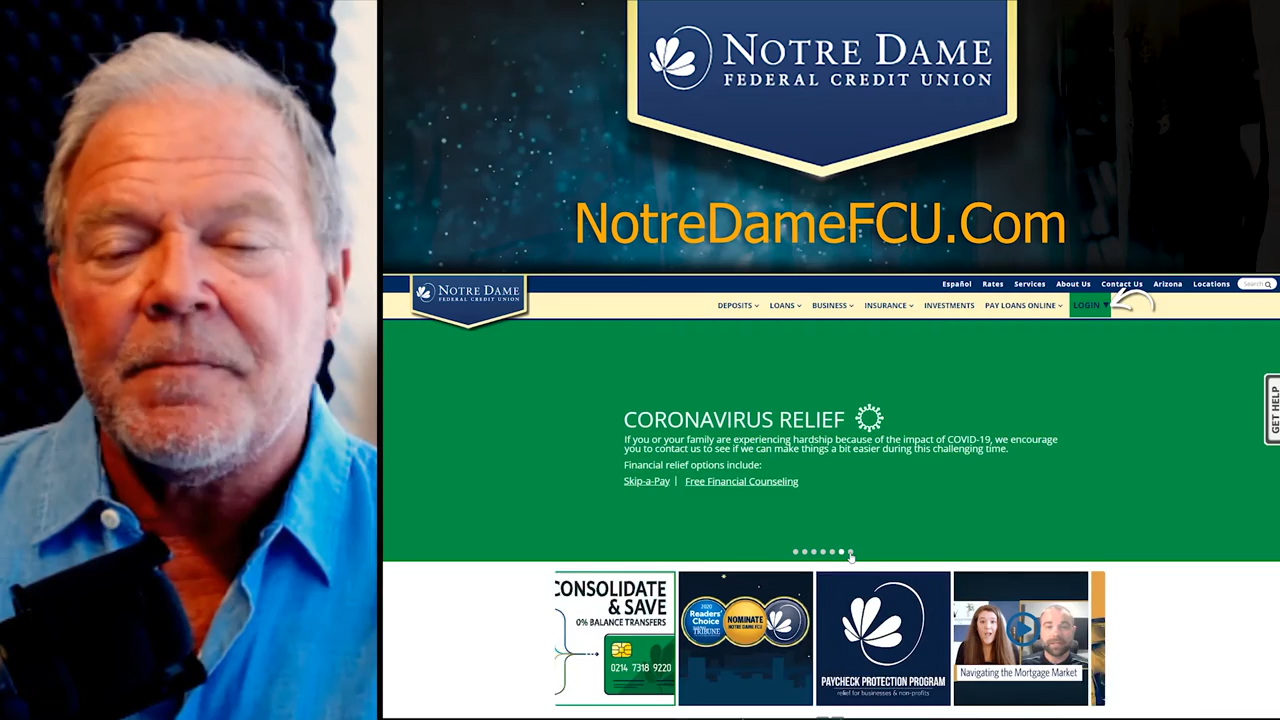 NOTRE DAME
FEDERAL CREDIT UNION
NotreDameFCU.Com
NOTRE DAME
FEDERAL CREDIT UNION
Español Rates Services About Us Contact Us Arizona Locations Search
DEPOSITS LOANS BUSINESS INSURANCE INVESTMENTS PAY LOANS ONLINE LOGIN
CORONAVIRUS RELIEF
If you or your family are experiencing hardship because of the impact of COVID-19, we encourage
you to contact us to see if we can make things a bit easier during this challenging time.
Financial relief options include:
Skip-a-Pay | Free Financial Counseling
GET HELP
CONSOLIDATE
& SAVE
0% BALANCE TRANSFERS
0214 7318 9220
2020
Readers'
Choice
TRIBUNE
NOMINATE
NOTRE DAME FCU
PAYCHECK PROTECTION PROGRAM
relief for businesses & non-profits
Navigating the Mortgage Market